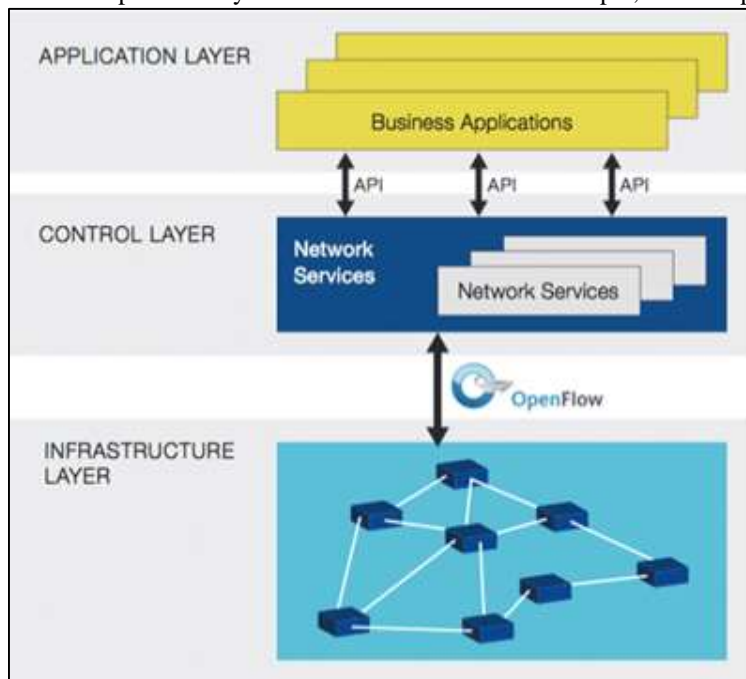 APPLICATION LAYER
Business Applications
API
API
API
CONTROL LAYER
Network
Services
Network Services
OpenFlow
INFRASTRUCTURE
LAYER